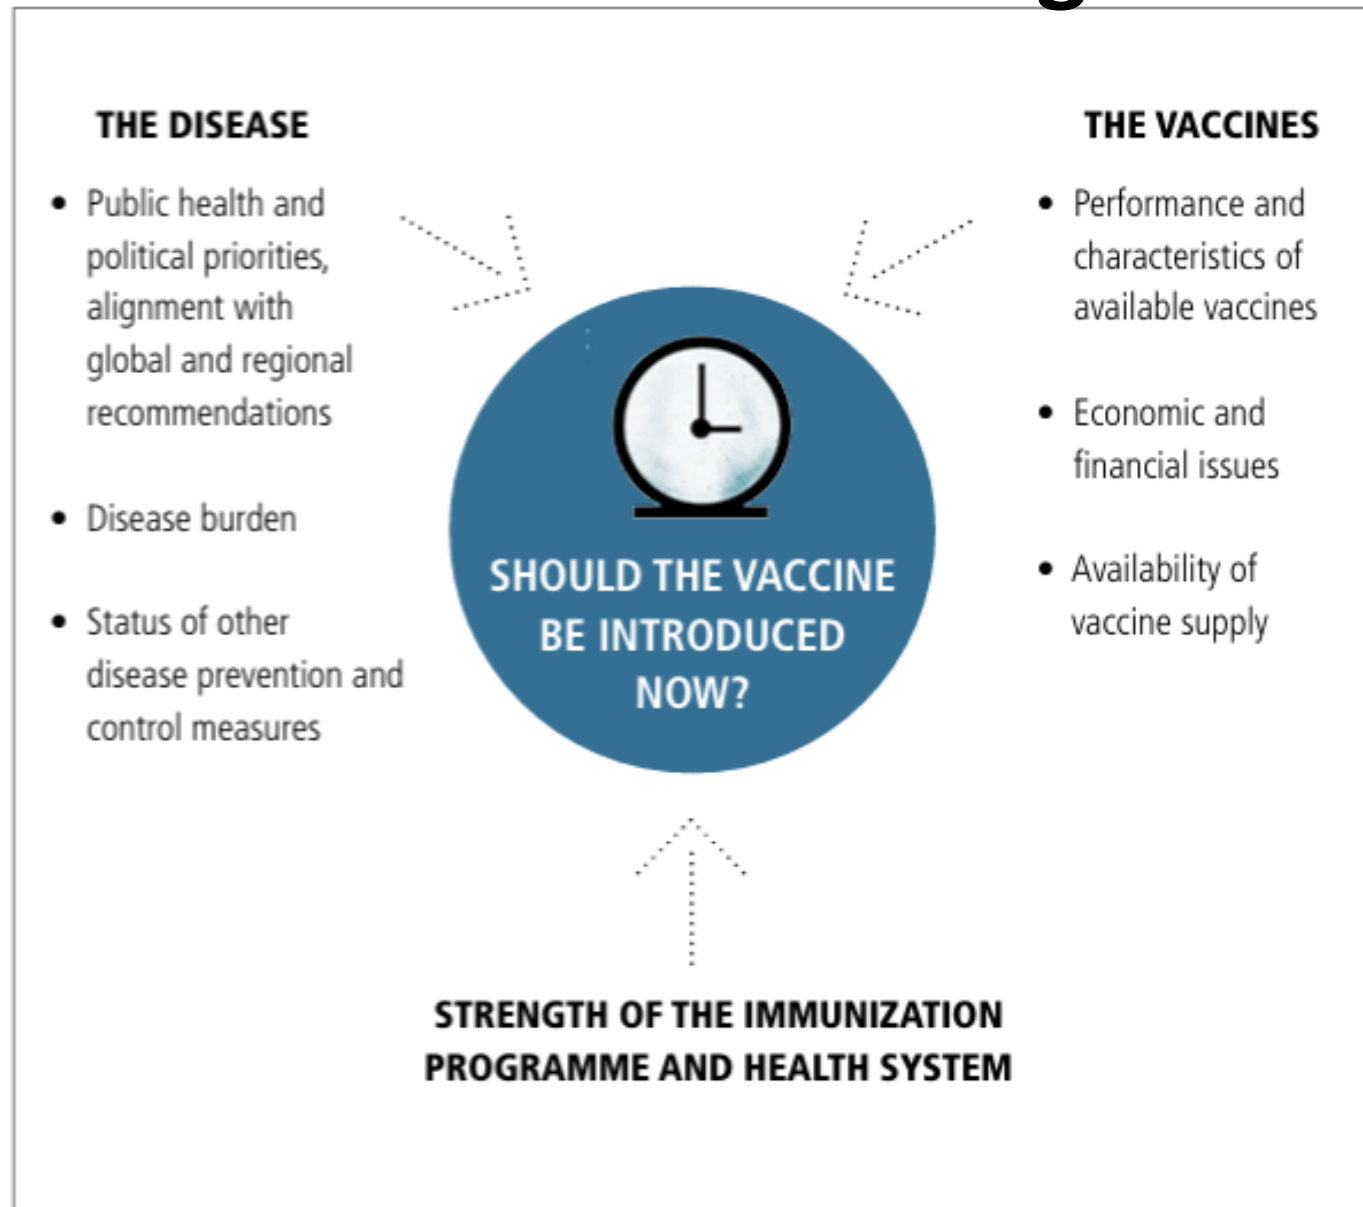 THE DISEASE
• Public health and
political priorities,
alignment with
global and regional
recommendations
• Disease burden
• Status of other
disease prevention and
control measures
THE VACCINES
• Performance and
characteristics of
available vaccines
• Economic and
financial issues
• Availability of
vaccine supply
SHOULD THE VACCINE
BE INTRODUCED
NOW?
STRENGTH OF THE IMMUNIZATION
PROGRAMME AND HEALTH SYSTEM